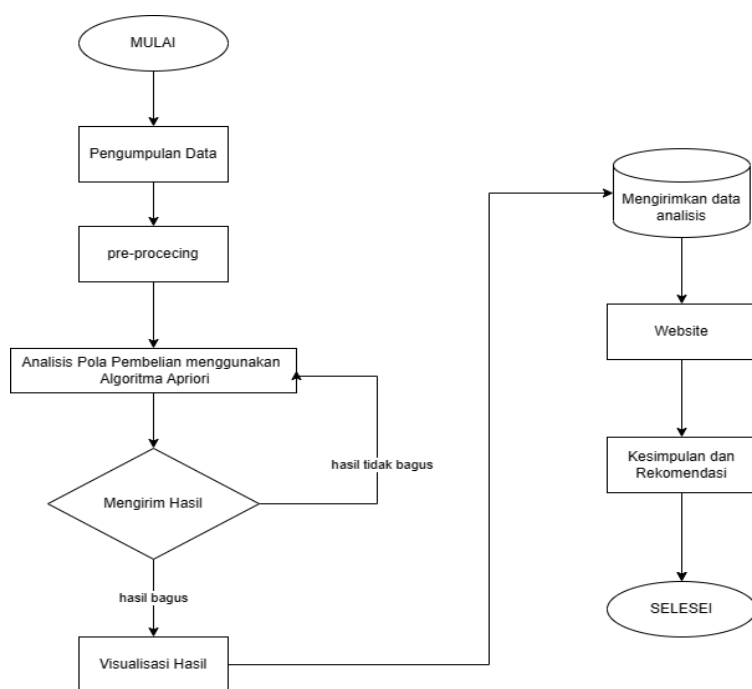 MULAI
Pengumpulan Data
pre-procecing
Analisis Pola Pembelian menggunakan
Algoritma Apriori
hasil tidak bagus
Mengirim Hasil
hasil bagus
Visualisasi Hasil
Mengirimkan data
analisis
Website
Kesimpulan dan
Rekomendasi
SELESEI